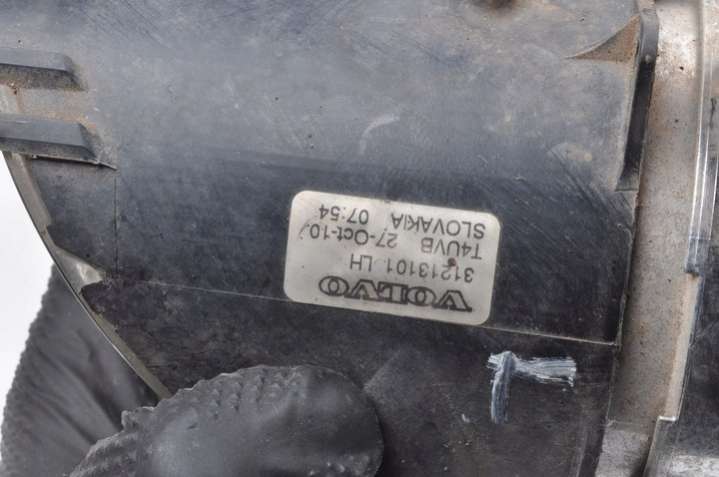 VOLVO
31213101 LH
T4UVB 27-Oct-10
SLOVAKIA 07:54